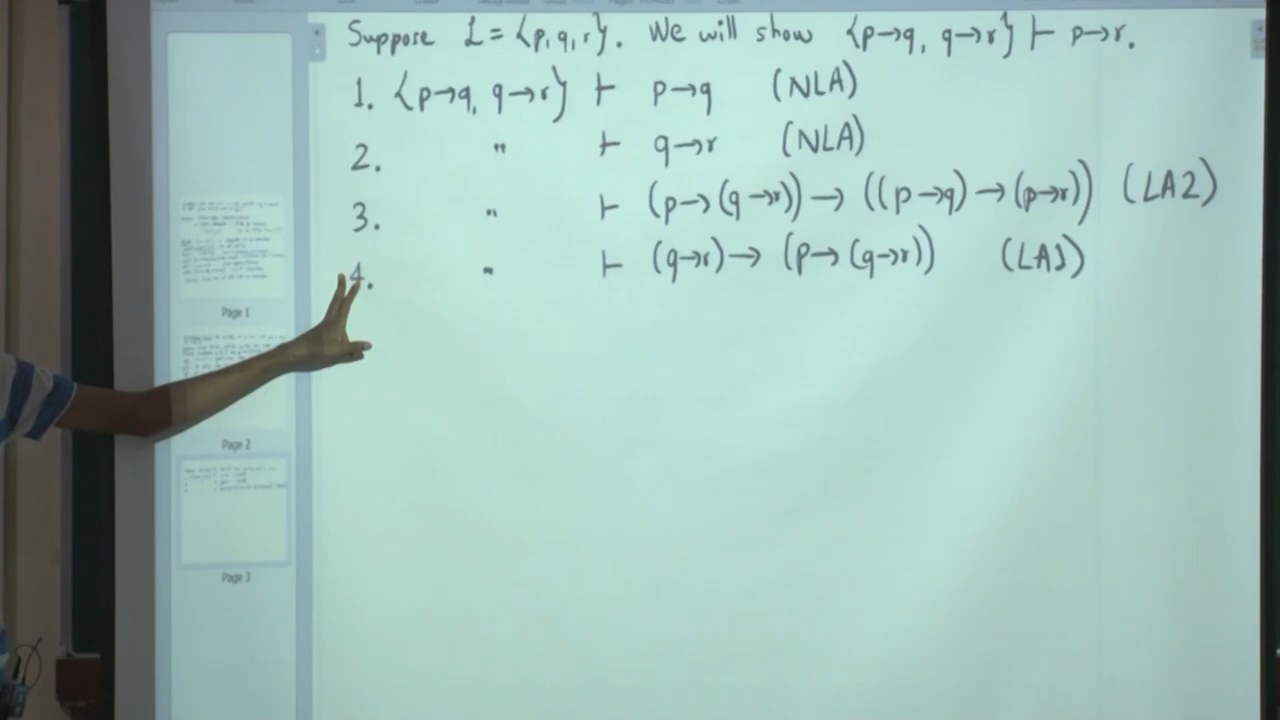 Suppose L = {p, q, r}. We will show {p→q, q→r} ⊢ p→r.
1. {p→q, q→r} ⊢ p→q (NLA)
2. " ⊢ q→r (NLA)
3. " ⊢ (p→(q→r))→ ((p→q)→(p→r)) (LA2)
4. " ⊢ (q→r)→ (p→(q→r)) (LA1)
Page 1
Page 2
Page 3